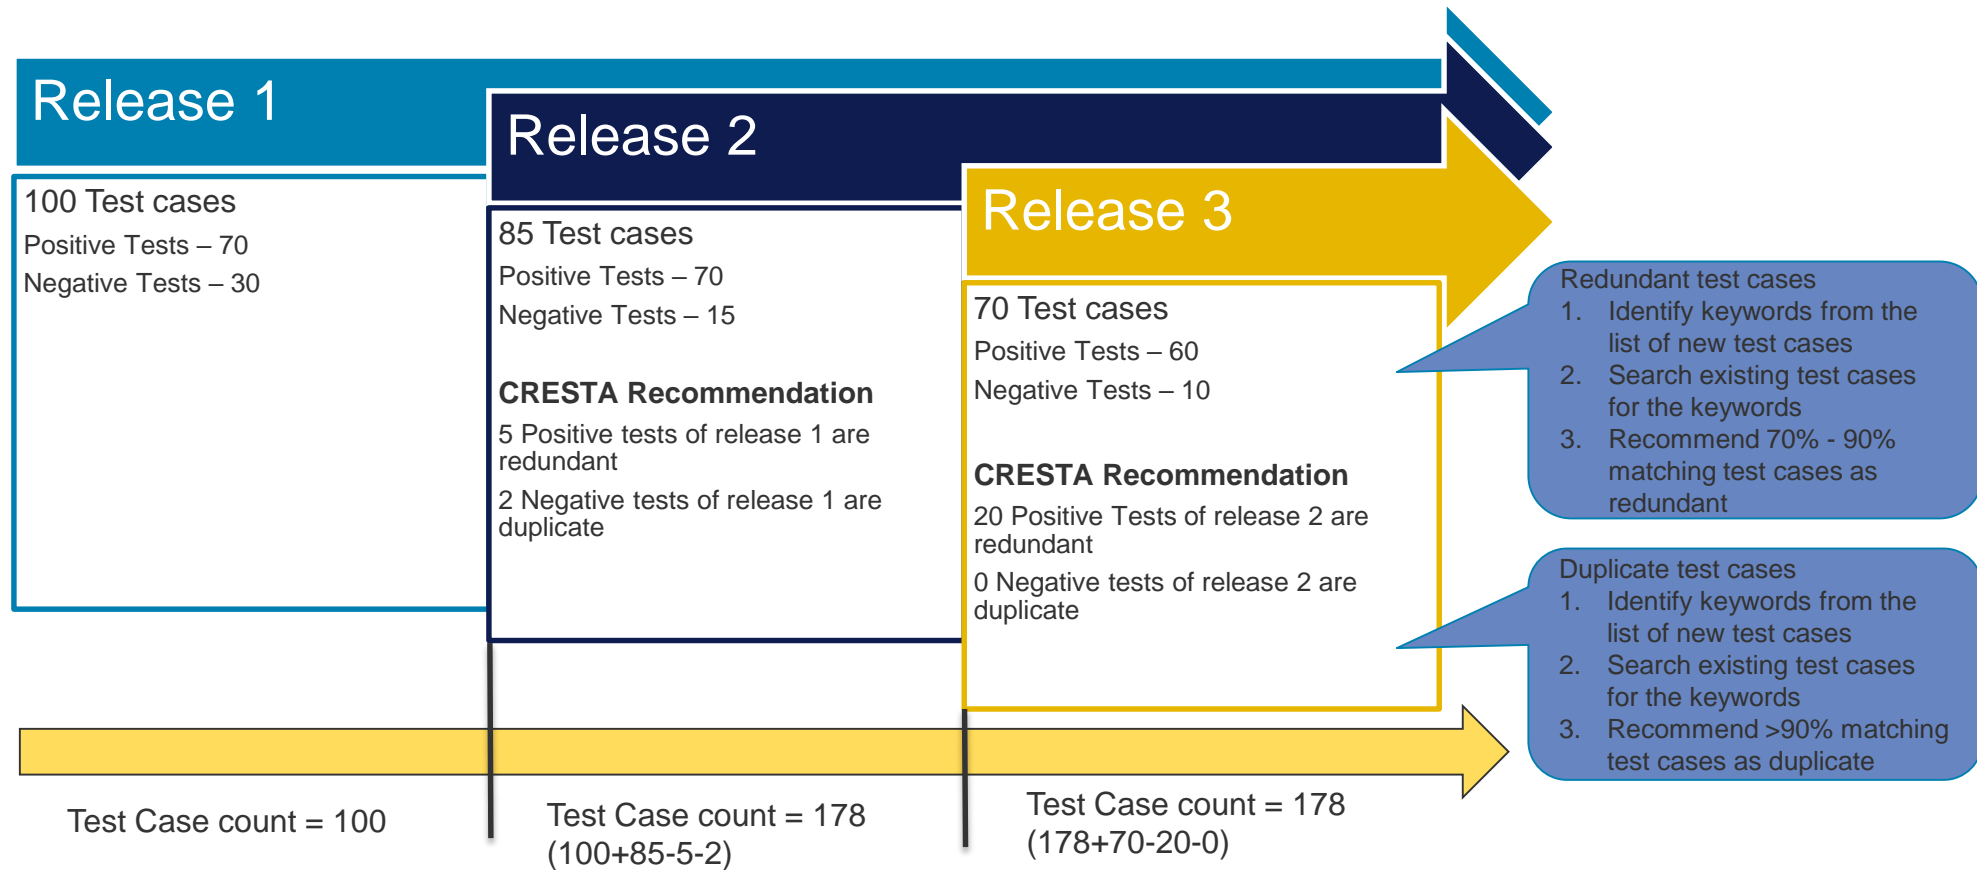 Release 1
100 Test cases
Positive Tests – 70
Negative Tests – 30
Release 2
85 Test cases
Positive Tests – 70
Negative Tests – 15
CRESTA Recommendation
5 Positive tests of release 1 are
redundant
2 Negative tests of release 1 are
duplicate
Release 3
70 Test cases
Positive Tests – 60
Negative Tests – 10
CRESTA Recommendation
20 Positive Tests of release 2 are
redundant
0 Negative tests of release 2 are
duplicate
Redundant test cases
1. Identify keywords from the
list of new test cases
2. Search existing test cases
for the keywords
3. Recommend 70% - 90%
matching test cases as
redundant
Duplicate test cases
1. Identify keywords from the
list of new test cases
2. Search existing test cases
for the keywords
3. Recommend >90% matching
test cases as duplicate
Test Case count = 100
Test Case count = 178
(100+85-5-2)
Test Case count = 178
(178+70-20-0)